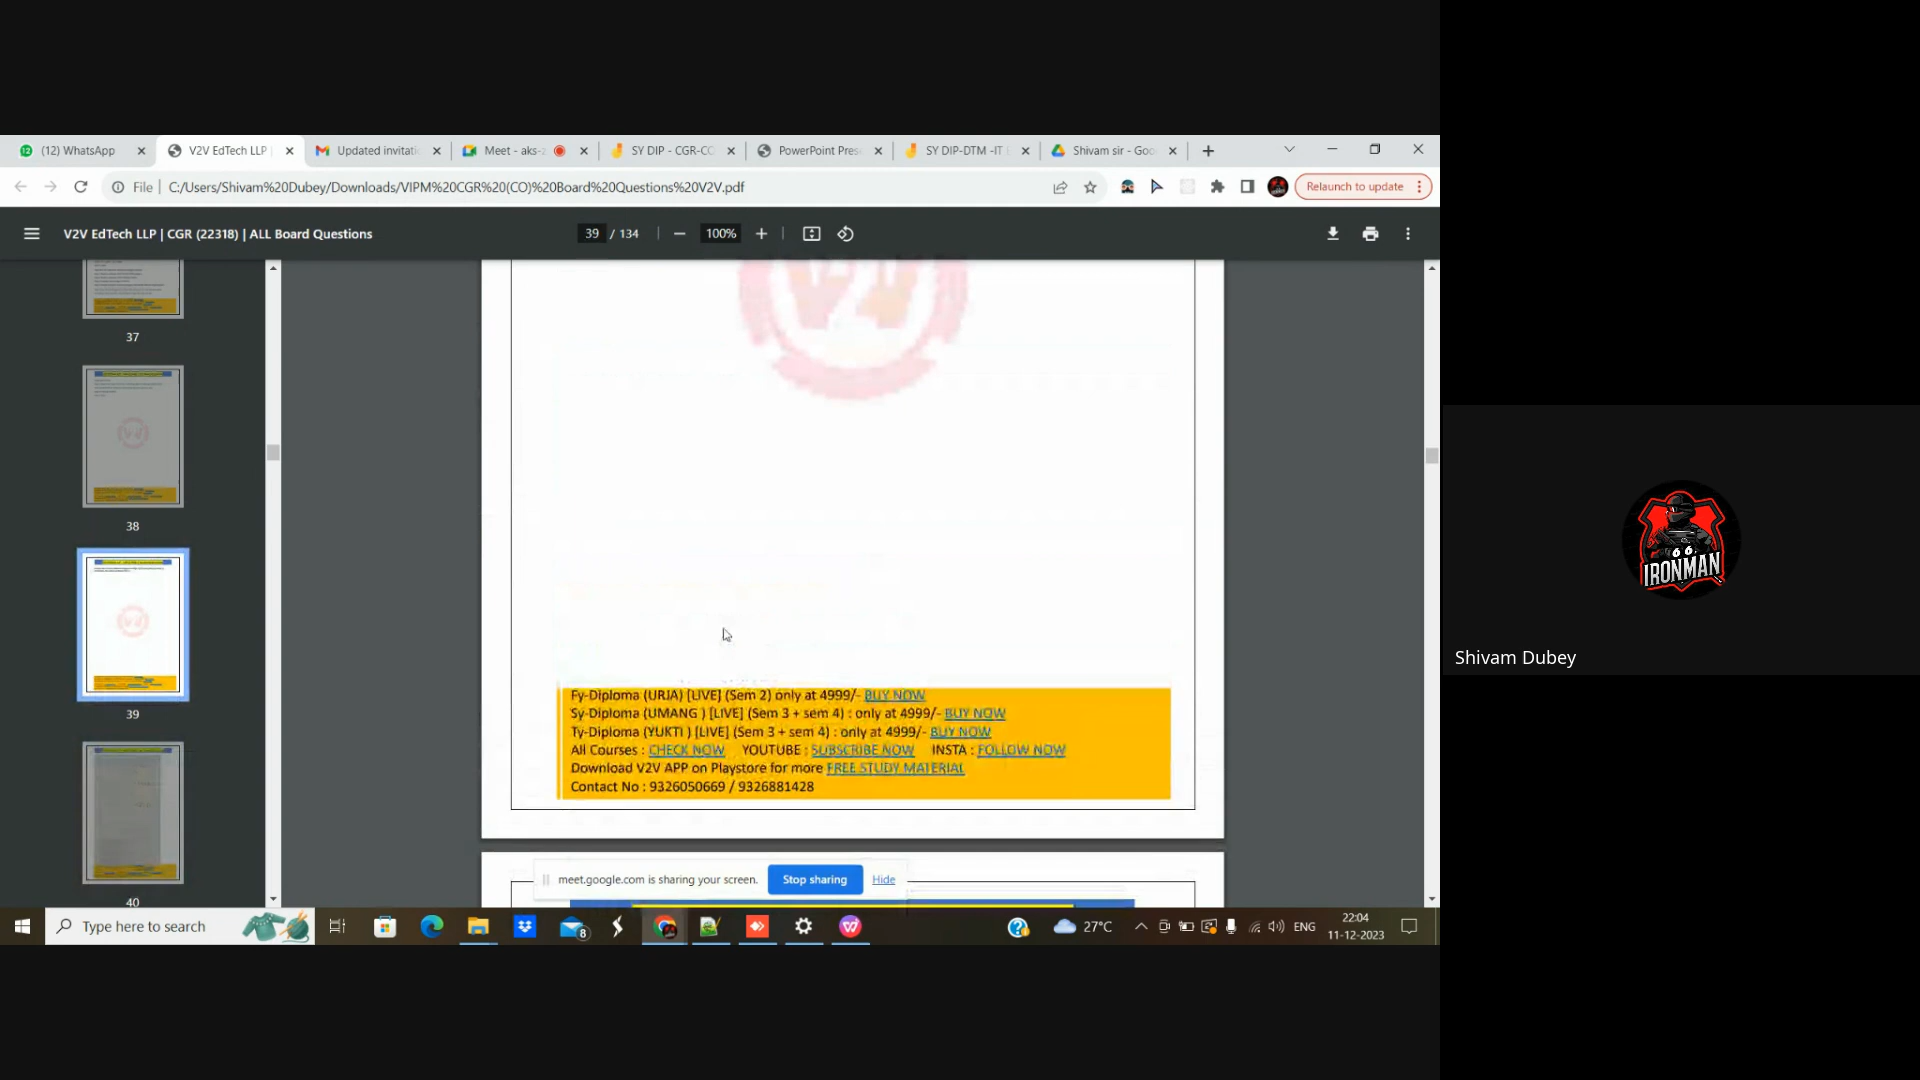 (12) WhatsApp
V2V EdTech LLP |
Updated invitati
Meet - aks-z
SY DIP - CGR-CO
PowerPoint Pres
SY DIP-DTM -IT
Shivam sir - Goo
File
C:/Users/Shivam%20Dubey/Downloads/VIPM%20CGR%20(CO)%20Board%20Questions%20V2V.pdf
Relaunch to update
V2V EdTech LLP | CGR (22318) | ALL Board Questions
39 / 134
100%
37
38
39
40
Fy-Diploma (URJA) [LIVE] (Sem 2) only at 4999/- BUY NOW
Sy-Diploma (UMANG ) [LIVE] (Sem 3 + sem 4) : only at 4999/- BUY NOW
Ty-Diploma (YUKTI ) [LIVE] (Sem 3 + sem 4) : only at 4999/- BUY NOW
All Courses : CHECK NOW YOUTUBE : SUBSCRIBE NOW INSTA : FOLLOW NOW
Download V2V APP on Playstore for more FREE STUDY MATERIAL
Contact No : 9326050669 / 9326881428
meet.google.com is sharing your screen.
Stop sharing
Hide
Type here to search
8
27°C
ENG
22:04
11-12-2023
66
IRONMAN
Shivam Dubey